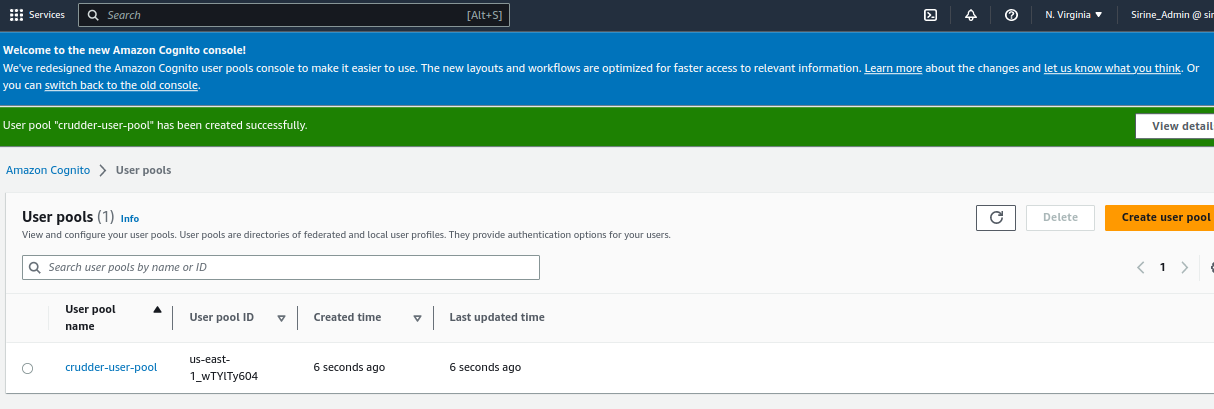 Services
Search
[Alt+S]
N. Virginia
Sirine_Admin @ sir
Welcome to the new Amazon Cognito console!
We've redesigned the Amazon Cognito user pools console to make it easier to use. The new layouts and workflows are optimized for faster access to relevant information. Learn more about the changes and let us know what you think. Or
you can switch back to the old console.
User pool "crudder-user-pool" has been created successfully.
View detail
Amazon Cognito
User pools
User pools (1) Info
Delete
Create user pool
View and configure your user pools. User pools are directories of federated and local user profiles. They provide authentication options for your users.
Search user pools by name or ID
1
User pool
name
User pool ID
Created time
Last updated time
crudder-user-pool
us-east-
1_wTYlTy604
6 seconds ago
6 seconds ago